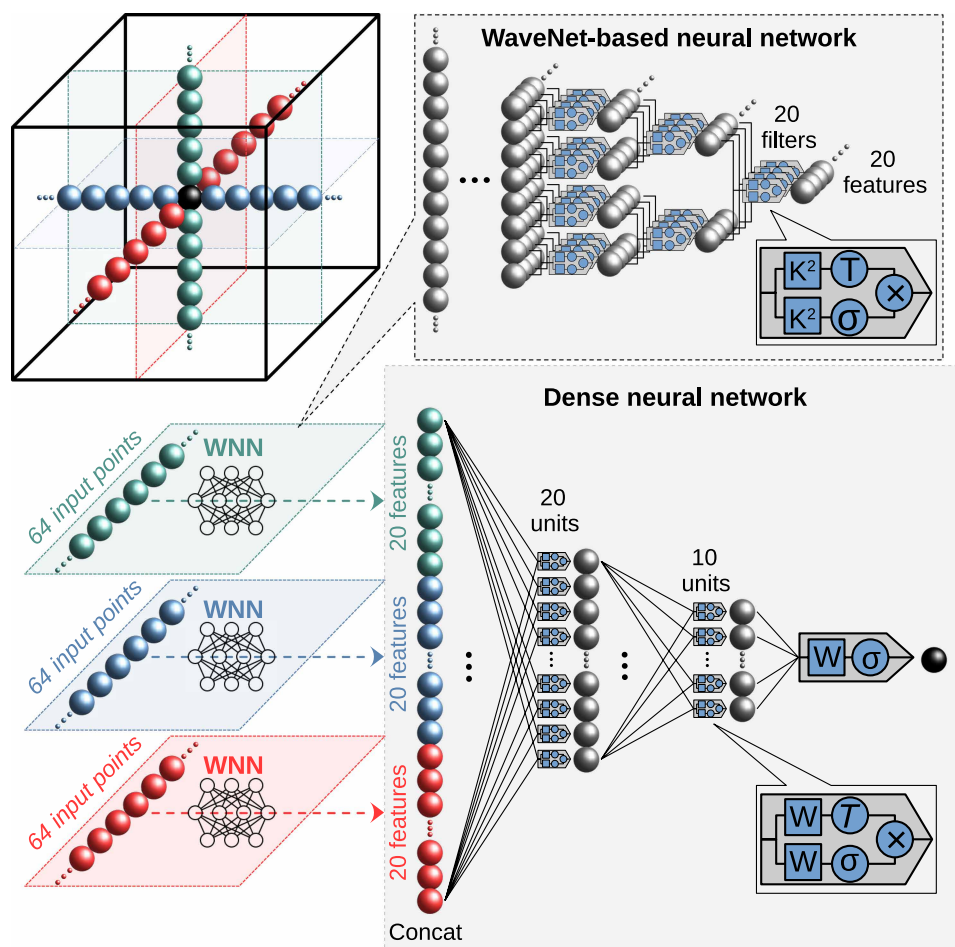 WaveNet-based neural network
20
filters
20
features
K²
T
K²
σ
×
Dense neural network
64 input points
WNN
20 features
64 input points
WNN
20 features
64 input points
WNN
20 features
Concat
20
units
10
units
W
σ
W
T
W
σ
×